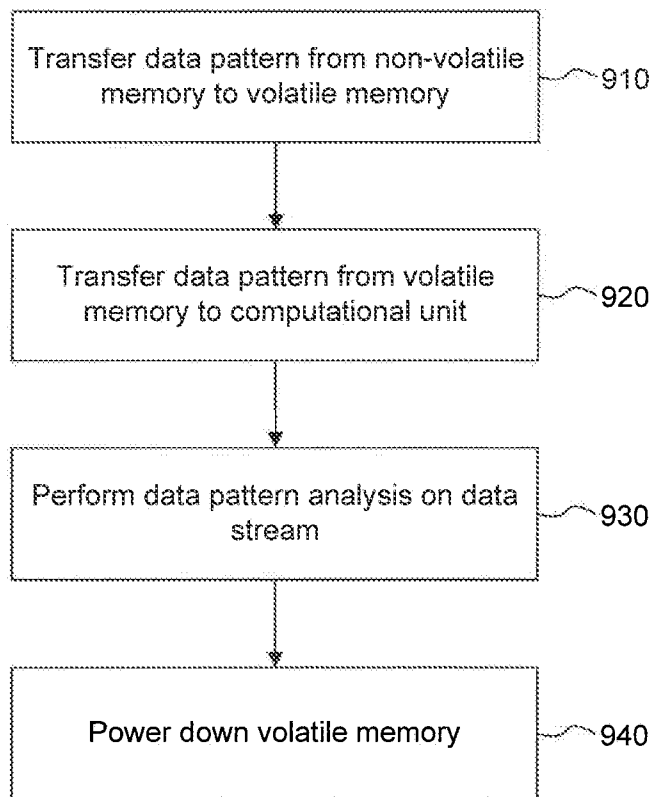 Transfer data pattern from non-volatile
memory to volatile memory
910
Transfer data pattern from volatile
memory to computational unit
920
Perform data pattern analysis on data
stream
930
Power down volatile memory
940